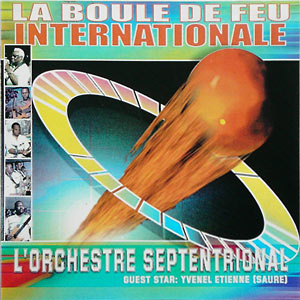 LA BOULE DE FEU
INTERNATIONALE
L'ORCHESTRE SEPTENTRIONAL
GUEST STAR: YVENEL ETIENNE (SAURE)